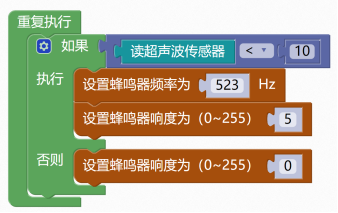 重复执行
如果 读超声波传感器 < 10
执行 设置蜂鸣器频率为 523 Hz
设置蜂鸣器响度为（0~255） 5
否则 设置蜂鸣器响度为（0~255） 0